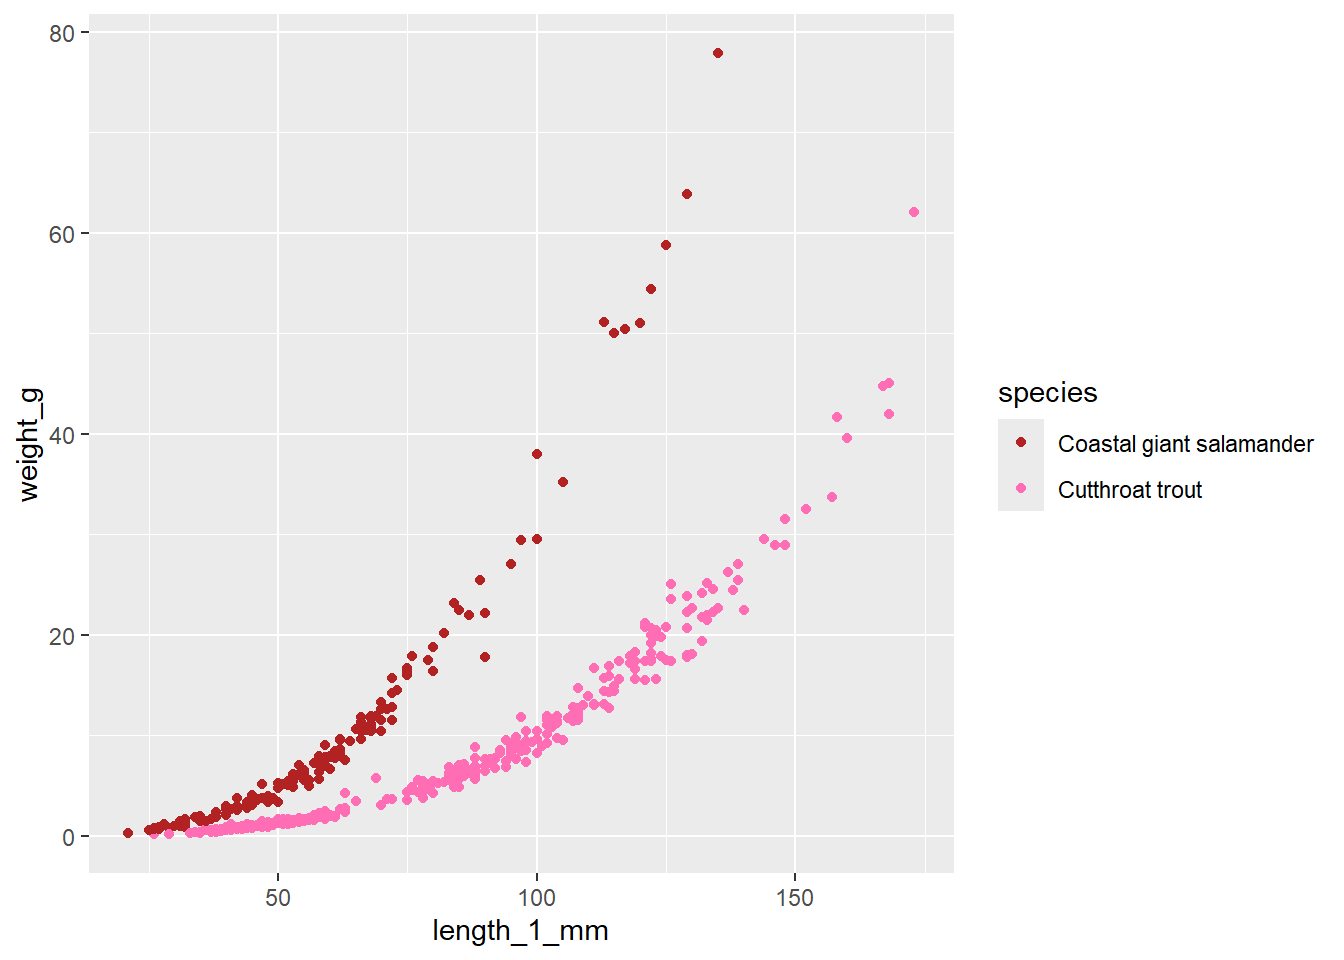 80
60
40
20
0
weight_g
50 100 150
length_1_mm
species
Coastal giant salamander
Cutthroat trout